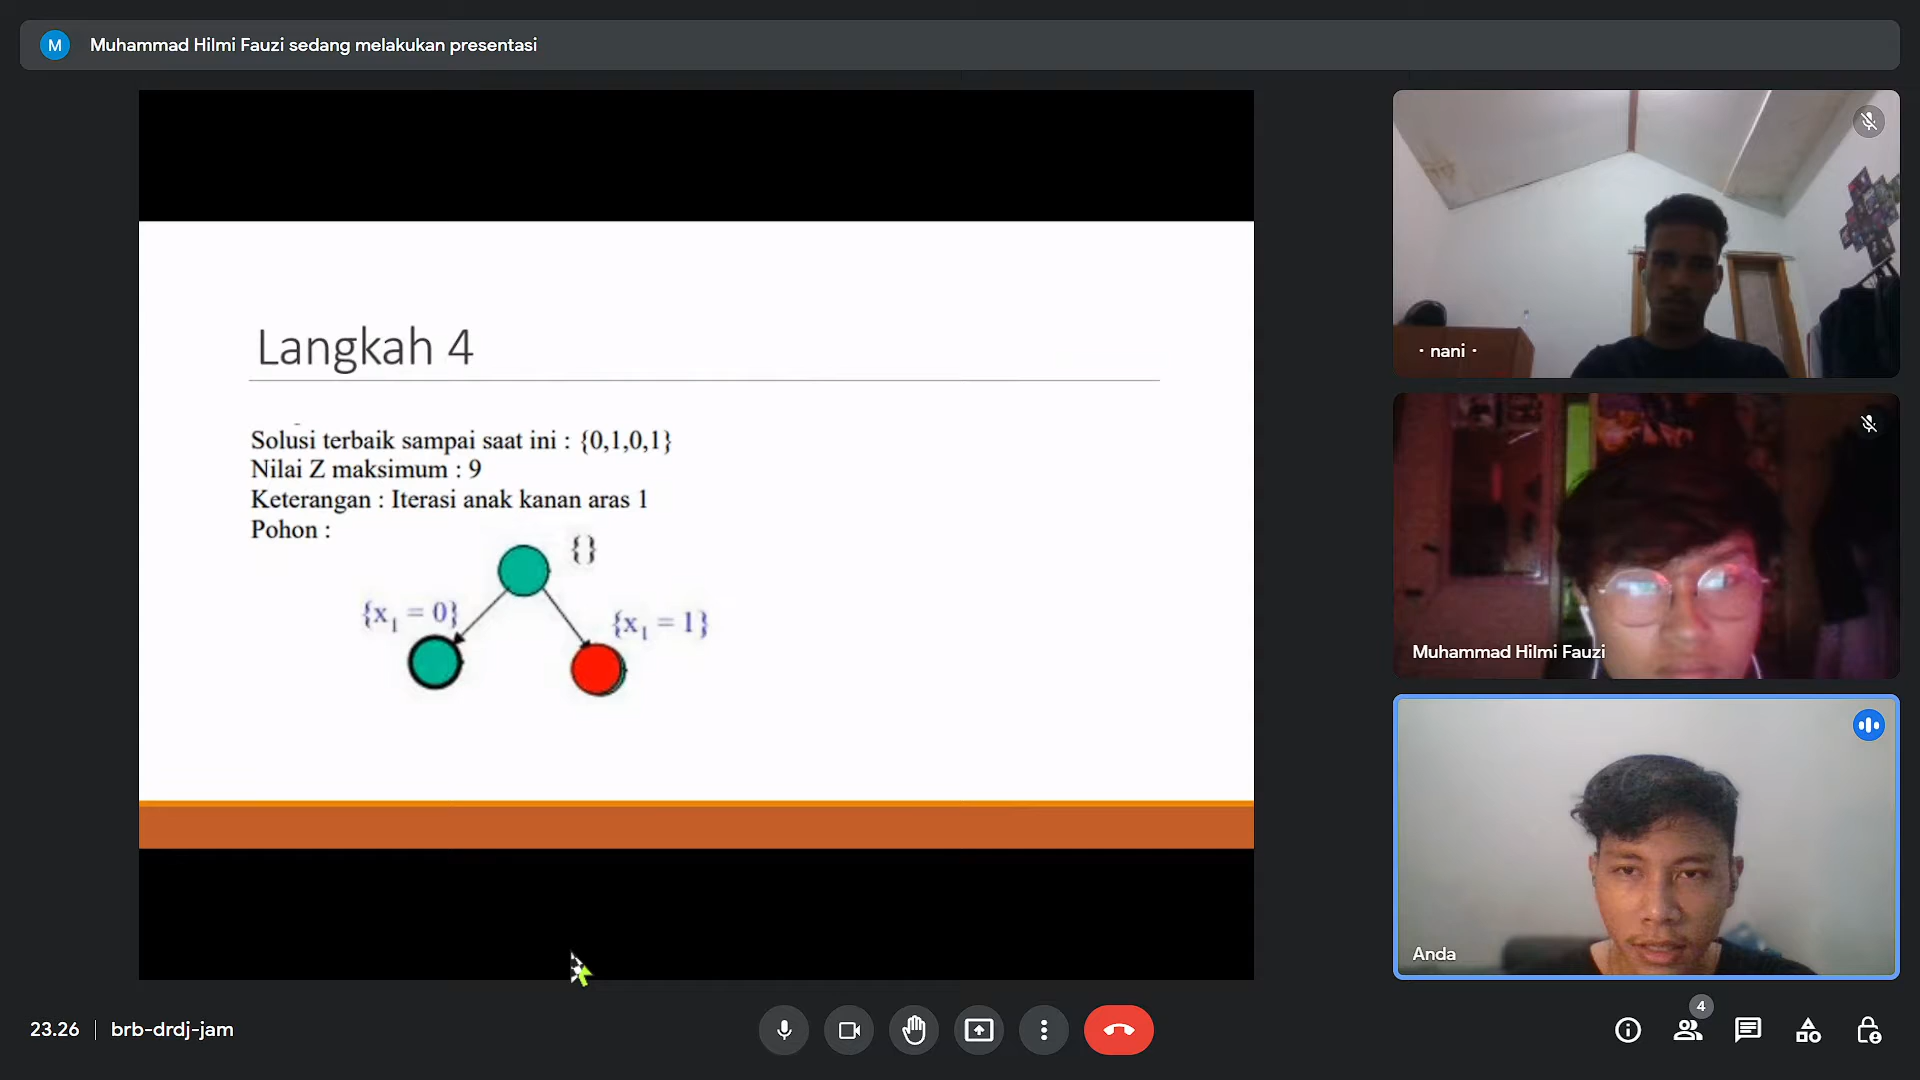 M
Muhammad Hilmi Fauzi sedang melakukan presentasi
Langkah 4
Solusi terbaik sampai saat ini : {0,1,0,1}
Nilai Z maksimum : 9
Keterangan : Iterasi anak kanan aras 1
Pohon :
{}
{x₁ = 0}
{x₁ = 1}
· nani ·
Muhammad Hilmi Fauzi
Anda
23.26
brb-drdj-jam
4